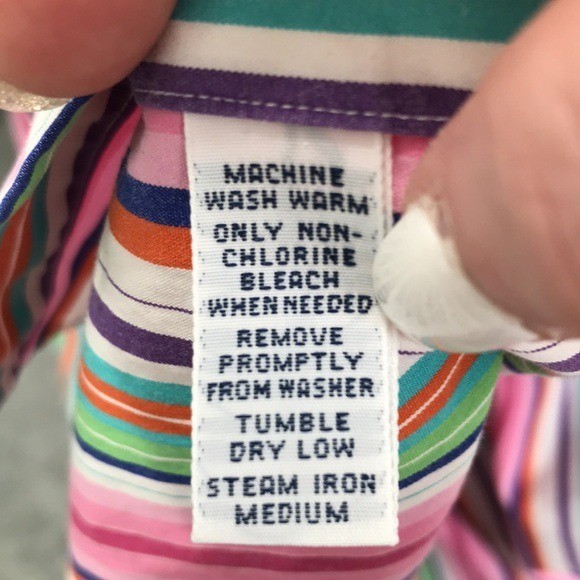 MACHINE
WASH WARM
ONLY NON-
CHLORINE
BLEACH
WHEN NEEDED
REMOVE
PROMPTLY
FROM WASHER
TUMBLE
DRY LOW
STEAM IRON
MEDIUM